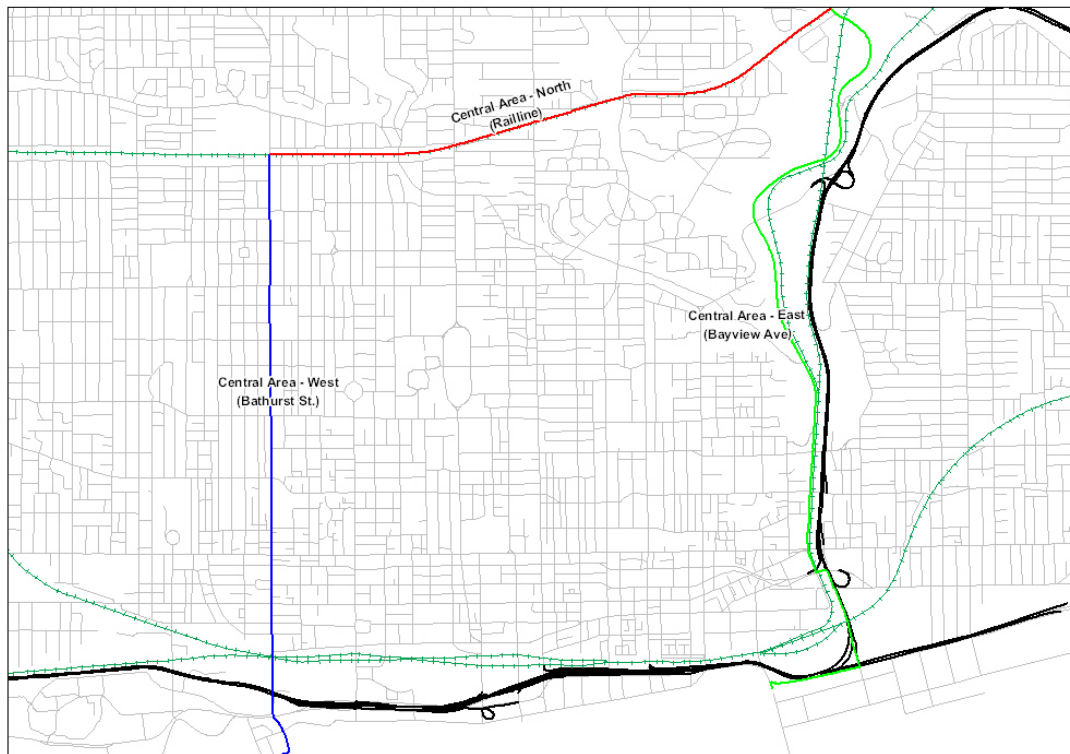 Central Area - North
(Railline)
Central Area - East
(Bayview Ave)
Central Area - West
(Bathurst St.)